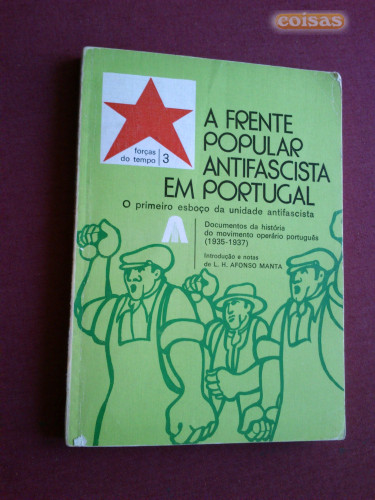 coisas
forças
do tempo 3
A FRENTE
POPULAR
ANTIFASCISTA
EM PORTUGAL
O primeiro esboço da unidade antifascista
Documentos da história
do movimento operário português
(1935-1937)
Introdução e notas
de L. H. AFONSO MANTA